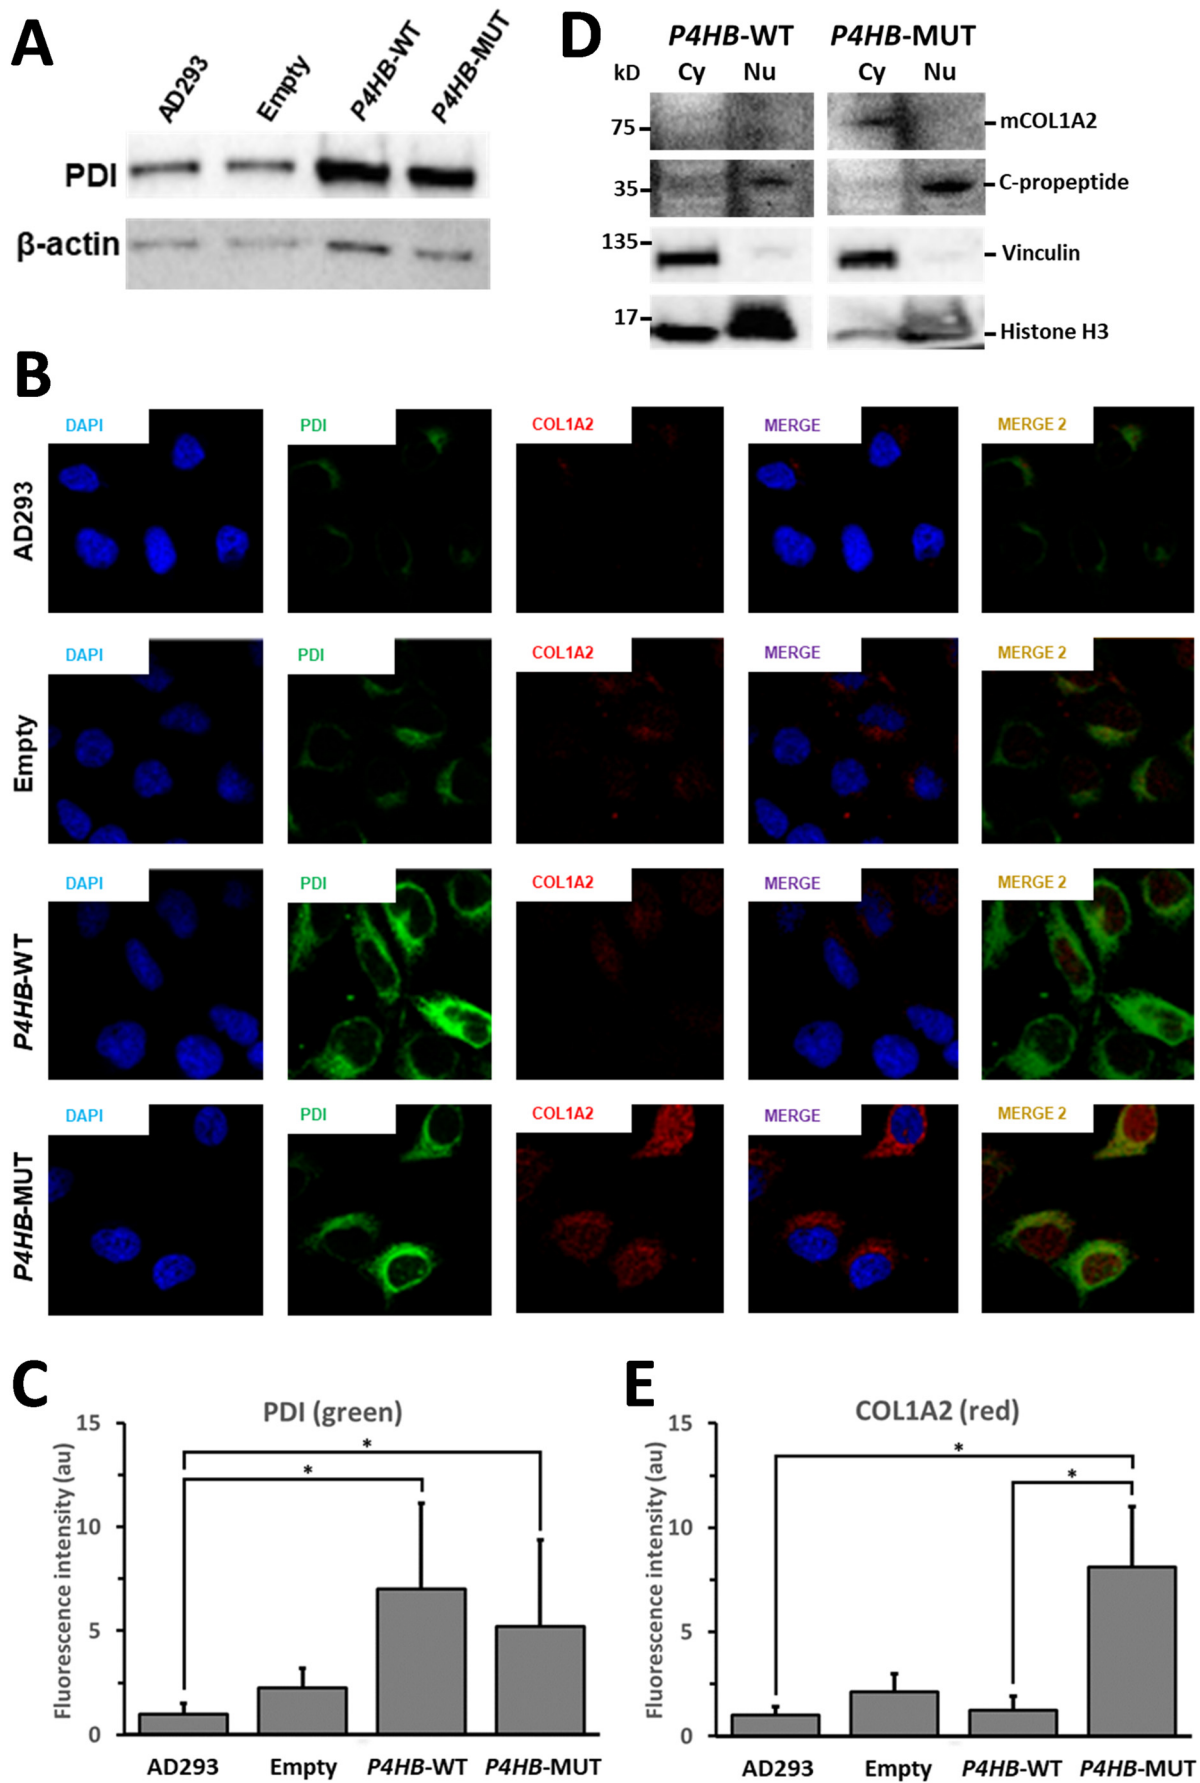 A
AD293
Empty
P4HB-WT
P4HB-MUT
PDI
β-actin
D
P4HB-WT
P4HB-MUT
kD
Cy
Nu
Cy
Nu
75
mCOL1A2
35
C-propeptide
135
Vinculin
17
Histone H3
B
AD293
DAPI
PDI
COL1A2
MERGE
MERGE 2
Empty
DAPI
PDI
COL1A2
MERGE
MERGE 2
P4HB-WT
DAPI
PDI
COL1A2
MERGE
MERGE 2
P4HB-MUT
DAPI
PDI
COL1A2
MERGE
MERGE 2
C
PDI (green)
Fluorescence intensity (au)
15
*
*
10
5
0
AD293
Empty
P4HB-WT
P4HB-MUT
E
COL1A2 (red)
Fluorescence intensity (au)
15
*
*
10
5
0
AD293
Empty
P4HB-WT
P4HB-MUT